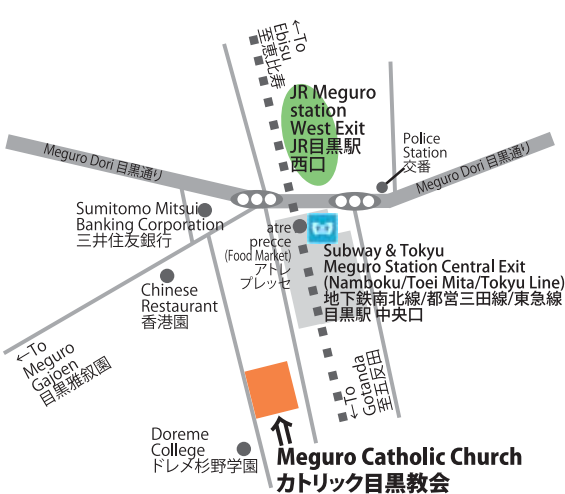 ←To
Ebisu
至恵比寿
JR Meguro
station
West Exit
JR目黒駅
西口
Police
Station
交番
Meguro Dori 目黒通り
Meguro Dori 目黒通り
Sumitomo Mitsui
Banking Corporation
三井住友銀行
atre
precce
(Food Market)
アトレ
プレッセ
Subway & Tokyu
Meguro Station Central Exit
(Namboku/Toei Mita/Tokyu Line)
地下鉄南北線/都営三田線/東急線
目黒駅 中央口
Chinese
Restaurant
香港園
←To
Meguro
Gajoen
目黒雅叙園
←To
Gotanda
至五反田
Doreme
College
ドレメ杉野学園
Meguro Catholic Church
カトリック目黒教会